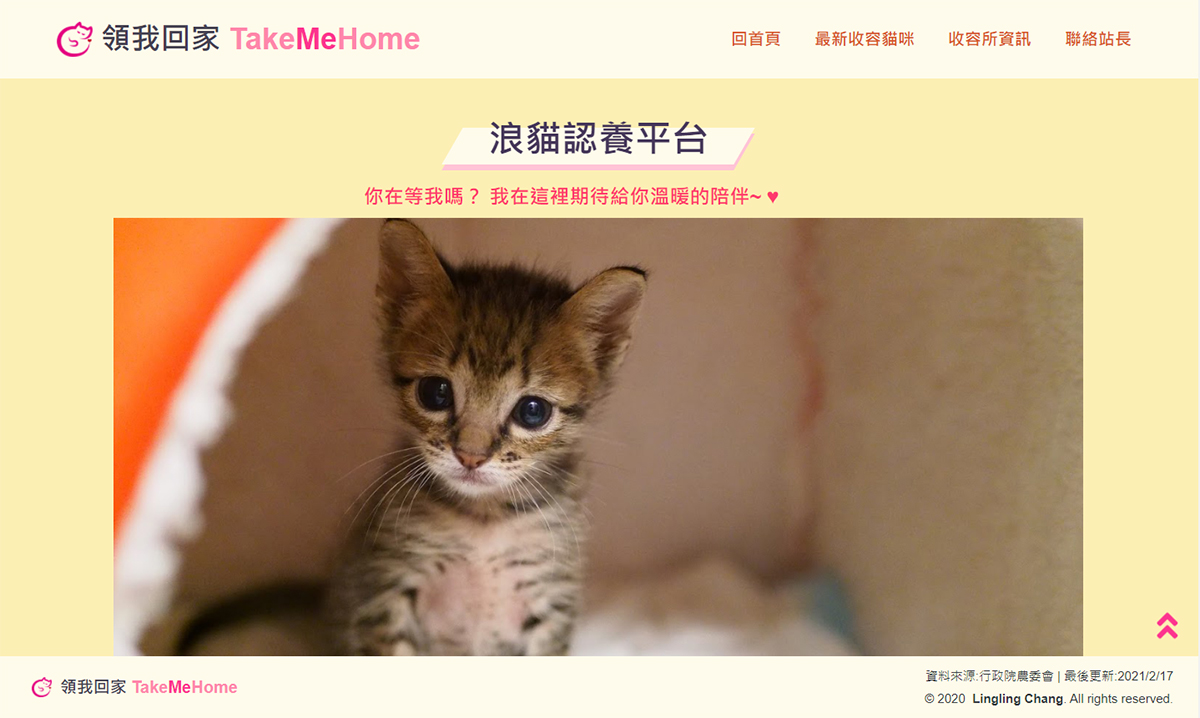 領我回家 TakeMeHome
回首頁 最新收容貓咪 收容所資訊 聯絡站長
浪貓認養平台
你在等我嗎？ 我在這裡期待給你溫暖的陪伴~ ♥
領我回家 TakeMeHome
資料來源:行政院農委會 | 最後更新:2021/2/17
© 2020 Lingling Chang. All rights reserved.